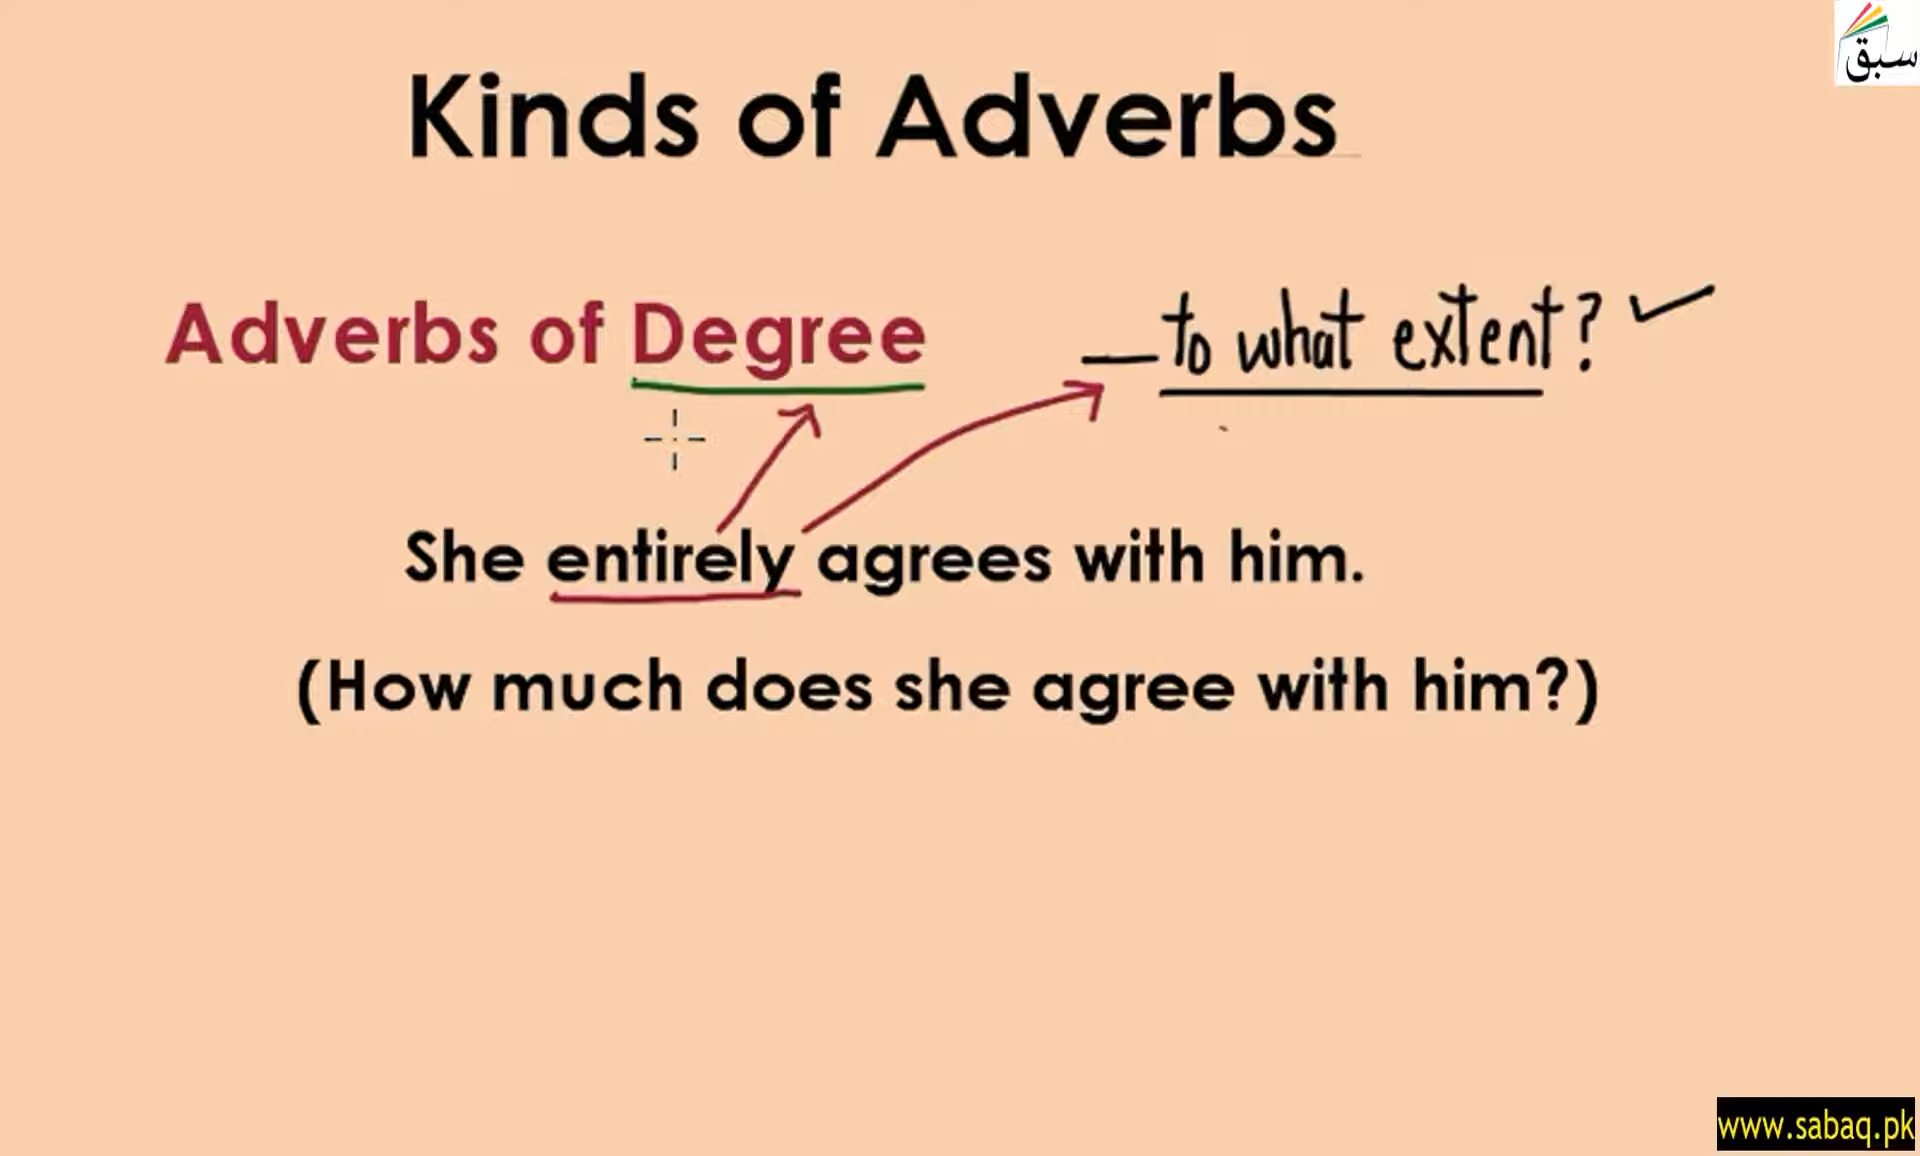 سبق
Kinds of Adverbs
Adverbs of Degree to what extent?
She entirely agrees with him.
(How much does she agree with him?)
www.sabaq.pk